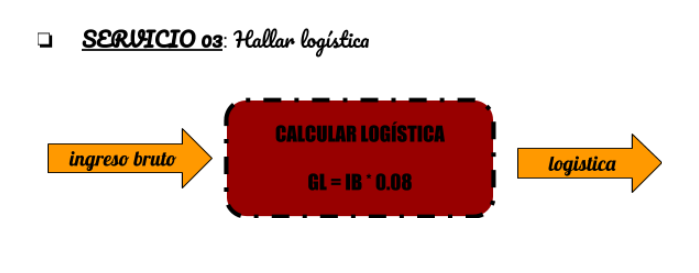 ❏ SERVICIO 03: Hallar logística
CALCULAR LOGÍSTICA
ingreso bruto
logistica
GL = IB * 0.08